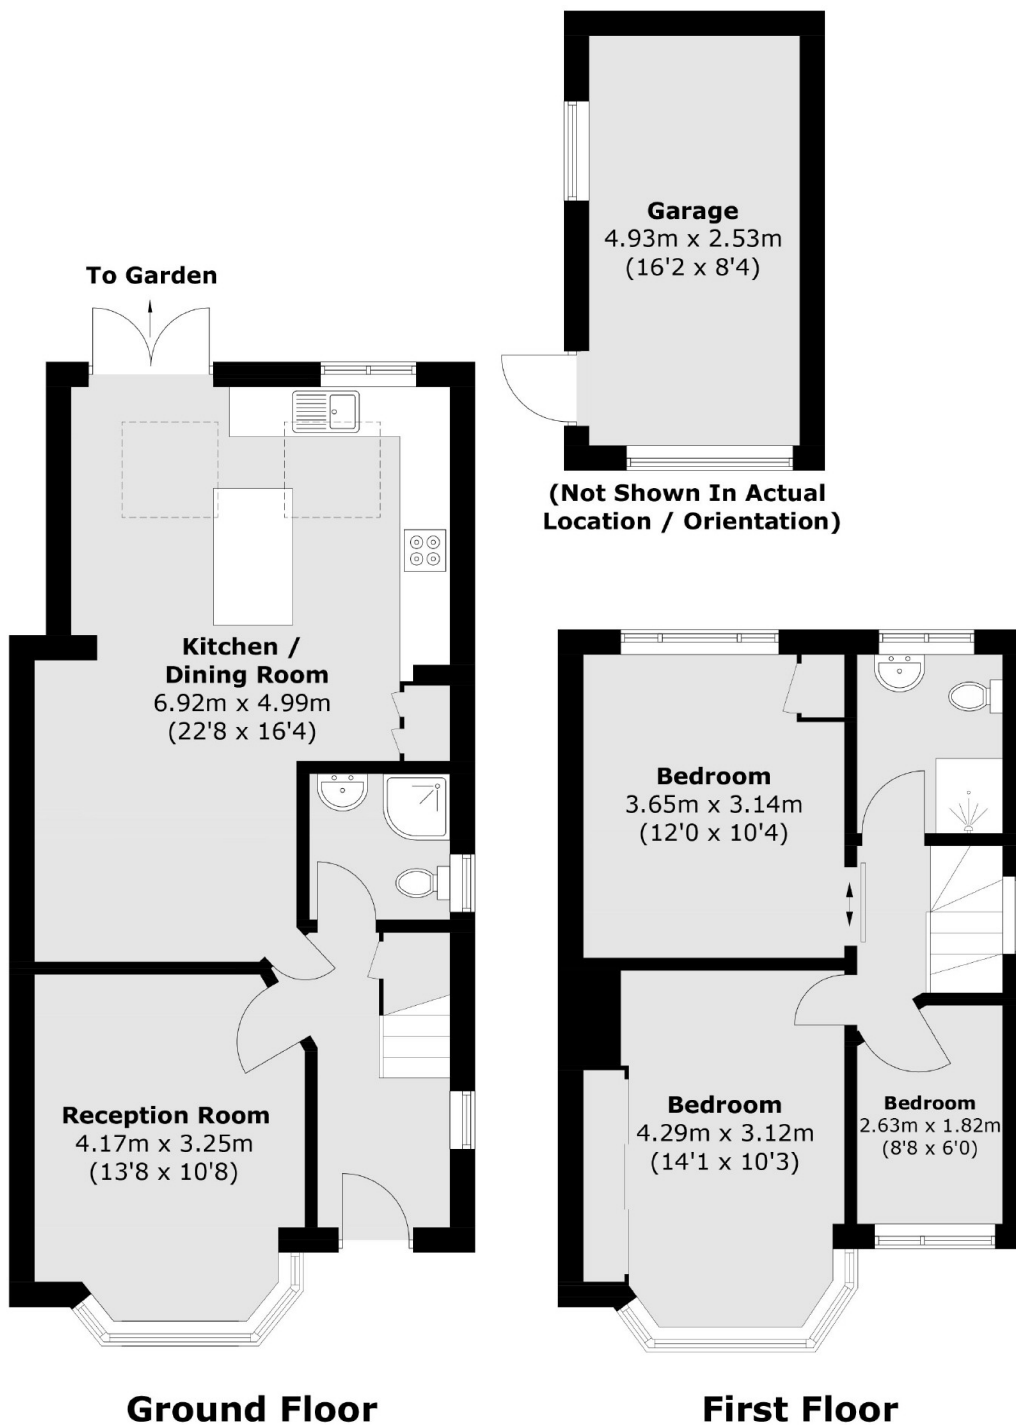 Garage
4.93m x 2.53m
(16'2 x 8'4)
To Garden
(Not Shown In Actual
Location / Orientation)
Kitchen /
Dining Room
6.92m x 4.99m
(22'8 x 16'4)
Bedroom
3.65m x 3.14m
(12'0 x 10'4)
Reception Room
4.17m x 3.25m
(13'8 x 10'8)
Bedroom
4.29m x 3.12m
(14'1 x 10'3)
Bedroom
2.63m x 1.82m
(8'8 x 6'0)
Ground Floor
First Floor